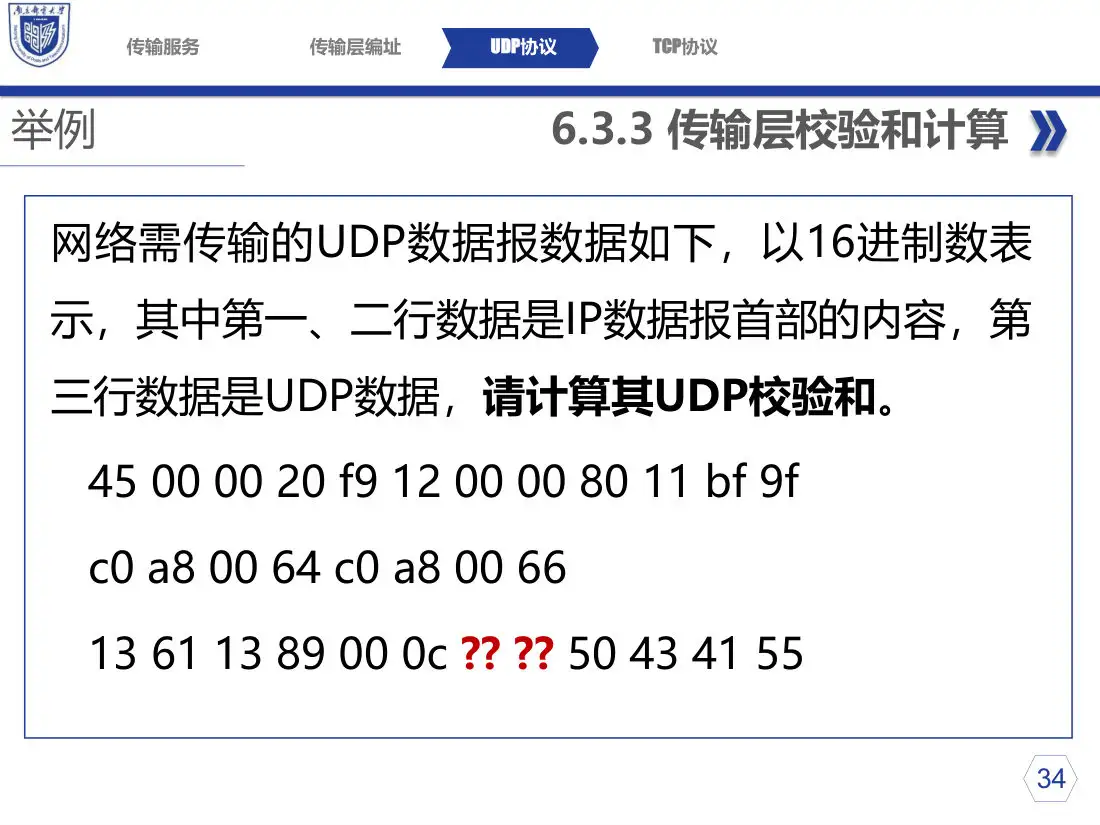 传输服务
传输层编址
UDP协议
TCP协议
举例
6.3.3 传输层校验和计算
网络需传输的UDP数据报数据如下，以16进制数表
示，其中第一、二行数据是IP数据报首部的内容，第
三行数据是UDP数据，请计算其UDP校验和。
45 00 00 20 f9 12 00 00 80 11 bf 9f
c0 a8 00 64 c0 a8 00 66
13 61 13 89 00 0c ?? ?? 50 43 41 55
34